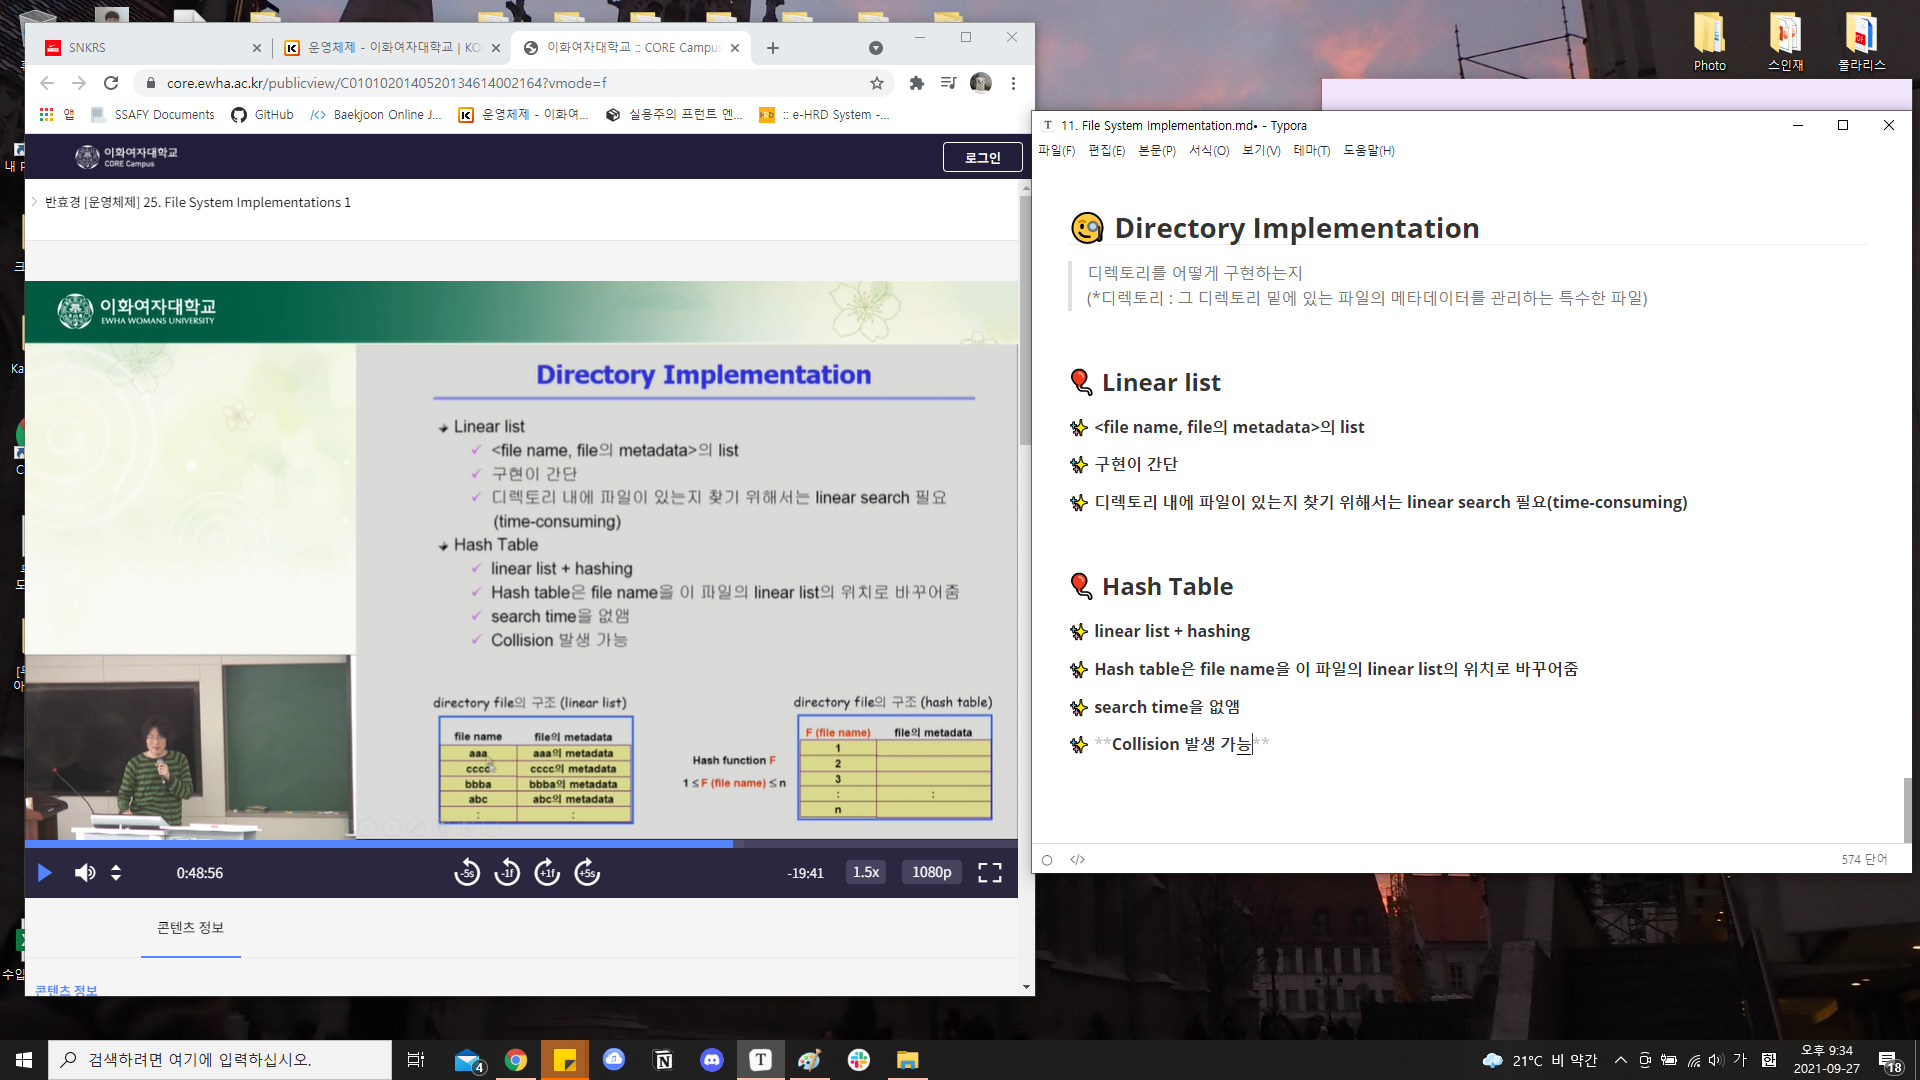 SNKRS
운영체제 - 이화여자대학교 | KO
이화여자대학교 :: CORE Campus
core.ewha.ac.kr/publicview/C0101020140520134614002164?vmode=f
앱
SSAFY Documents
GitHub
Baekjoon Online J...
운영체제 - 이화여...
실용주의 프런트 엔...
:: e-HRD System -...
이화여자대학교
CORE Campus
로그인
반효경 [운영체제] 25. File System Implementations 1
이화여자대학교
EWHA WOMANS UNIVERSITY
Directory Implementation
Linear list
<file name, file의 metadata>의 list
구현이 간단
디렉토리 내에 파일이 있는지 찾기 위해서는 linear search 필요
(time-consuming)
Hash Table
linear list + hashing
Hash table은 file name을 이 파일의 linear list의 위치로 바꾸어줌
search time을 없앰
Collision 발생 가능
directory file의 구조 (linear list)
file name file의 metadata
aaa aaa의 metadata
cccc cccc의 metadata
bbba bbba의 metadata
abc abc의 metadata
: :
Hash function F
1 ≤ F (file name) ≤ n
directory file의 구조 (hash table)
F (file name) file의 metadata
1
2
3
: :
n
0:48:56
-5s
-1f
+1f
+5s
-19:41
1.5x
1080p
콘텐츠 정보
콘텐츠 정보
Photo
스인재
폴라리스
T 11. File System Implementation.md• - Typora
파일(F) 편집(E) 본문(P) 서식(O) 보기(V) 테마(T) 도움말(H)
Directory Implementation
디렉토리를 어떻게 구현하는지
(*디렉토리 : 그 디렉토리 밑에 있는 파일의 메타데이터를 관리하는 특수한 파일)
Linear list
<file name, file의 metadata>의 list
구현이 간단
디렉토리 내에 파일이 있는지 찾기 위해서는 linear search 필요(time-consuming)
Hash Table
linear list + hashing
Hash table은 file name을 이 파일의 linear list의 위치로 바꾸어줌
search time을 없앰
**Collision 발생 가능**
574 단어
검색하려면 여기에 입력하십시오.
4
21°C 비 약간
가
오후 9:34
2021-09-27
18